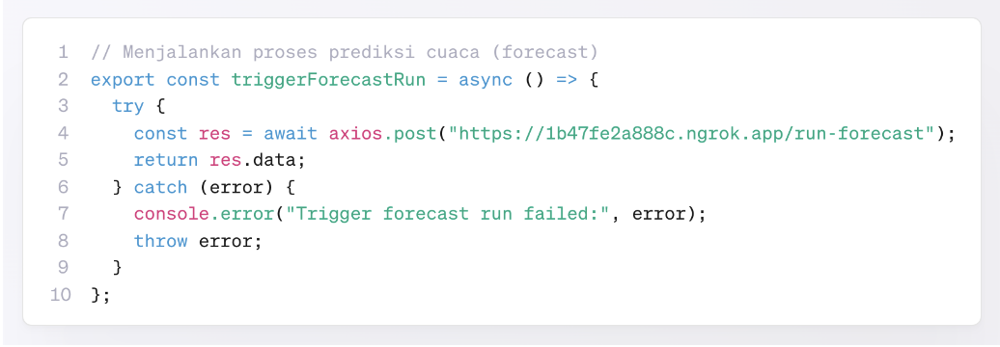 1 // Menjalankan proses prediksi cuaca (forecast)
2 export const triggerForecastRun = async () => {
3   try {
4     const res = await axios.post("https://1b47fe2a888c.ngrok.app/run-forecast");
5     return res.data;
6   } catch (error) {
7     console.error("Trigger forecast run failed:", error);
8     throw error;
9   }
10 };